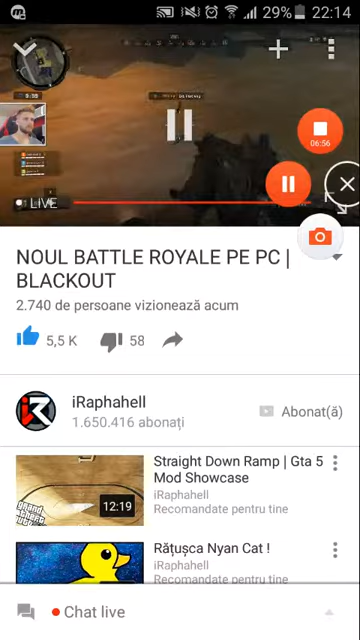 29% 22:14
06:56
LIVE
NOUL BATTLE ROYALE PE PC |
BLACKOUT
2.740 de persoane vizionează acum
5,5 K
58
iRaphahell
1.650.416 abonați
Abonat(ă)
Straight Down Ramp | Gta 5
Mod Showcase
iRaphahell
Recomandate pentru tine
12:19
Rățușca Nyan Cat !
iRaphahell
Recomandate pentru tine
Chat live